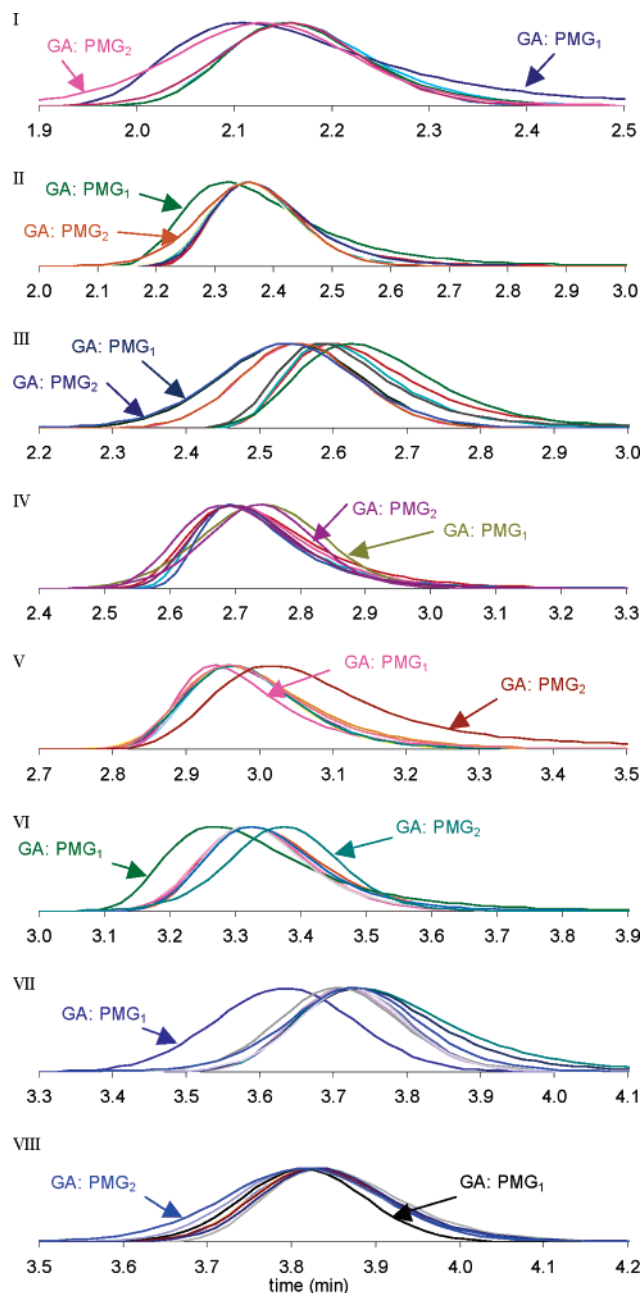 I
GA: PMG2
GA: PMG1
1.9 2.0 2.1 2.2 2.3 2.4 2.5
II
GA: PMG1
GA: PMG2
2.0 2.1 2.2 2.3 2.4 2.5 2.6 2.7 2.8 2.9 3.0
III
GA: PMG1
GA: PMG2
2.2 2.3 2.4 2.5 2.6 2.7 2.8 2.9 3.0
IV
GA: PMG2
GA: PMG1
2.4 2.5 2.6 2.7 2.8 2.9 3.0 3.1 3.2 3.3
V
GA: PMG1
GA: PMG2
2.7 2.8 2.9 3.0 3.1 3.2 3.3 3.4 3.5
VI
GA: PMG2
GA: PMG1
3.0 3.1 3.2 3.3 3.4 3.5 3.6 3.7 3.8 3.9
VII
GA: PMG1
3.3 3.4 3.5 3.6 3.7 3.8 3.9 4.0 4.1
VIII
GA: PMG2
GA: PMG1
3.5 3.6 3.7 3.8 3.9 4.0 4.1 4.2
time (min)